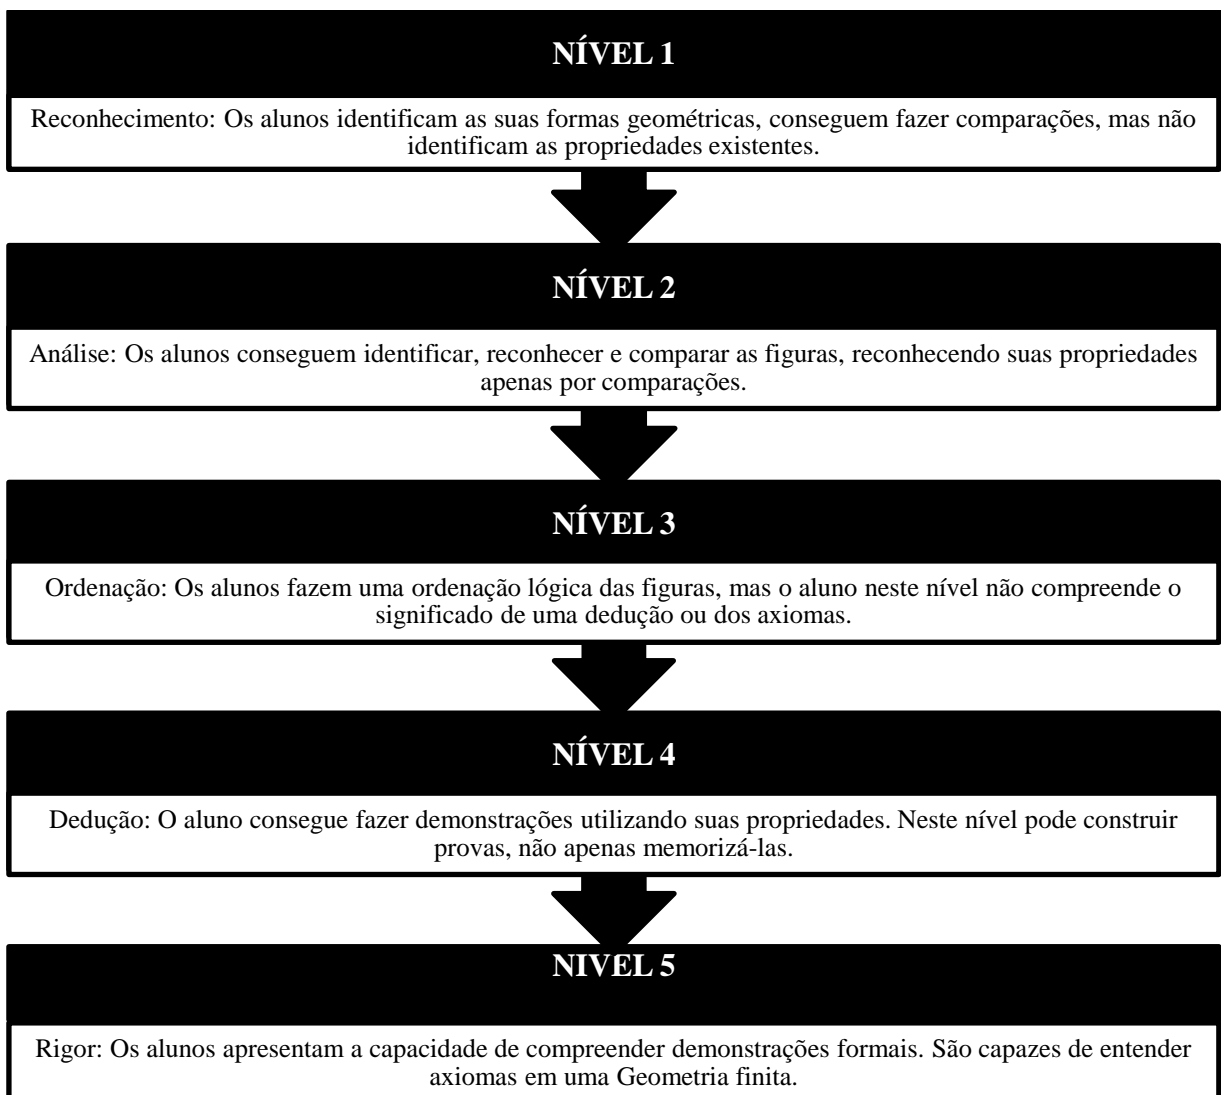 NÍVEL 1
Reconhecimento: Os alunos identificam as suas formas geométricas, conseguem fazer comparações, mas não
identificam as propriedades existentes.
NÍVEL 2
Análise: Os alunos conseguem identificar, reconhecer e comparar as figuras, reconhecendo suas propriedades
apenas por comparações.
NÍVEL 3
Ordenação: Os alunos fazem uma ordenação lógica das figuras, mas o aluno neste nível não compreende o
significado de uma dedução ou dos axiomas.
NÍVEL 4
Dedução: O aluno consegue fazer demonstrações utilizando suas propriedades. Neste nível pode construir
provas, não apenas memorizá-las.
NIVEL 5
Rigor: Os alunos apresentam a capacidade de compreender demonstrações formais. São capazes de entender
axiomas em uma Geometria finita.